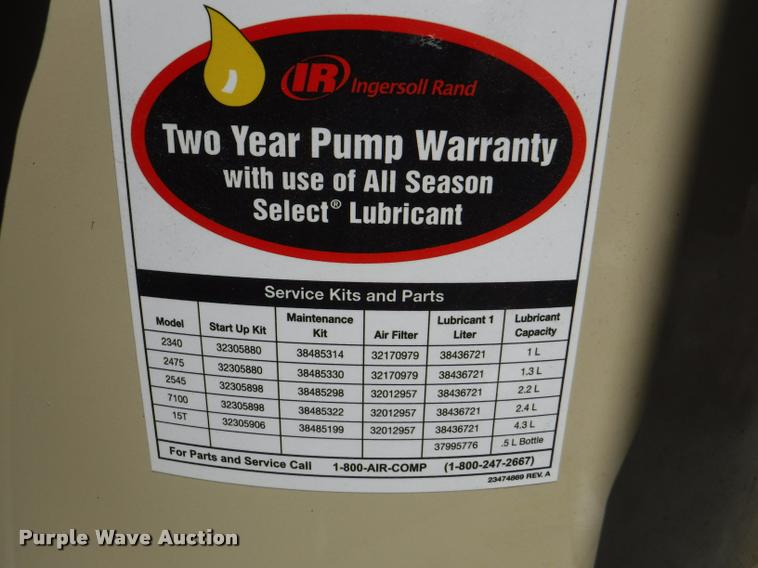 IR Ingersoll Rand
Two Year Pump Warranty
with use of All Season
Select® Lubricant
Service Kits and Parts
Model Start Up Kit Maintenance Kit Air Filter Lubricant 1 Liter Lubricant Capacity
2340 32305880 38485314 32170979 38436721 1 L
2475 32305880 38485330 32170979 38436721 1.3 L
2545 32305898 38485298 32012957 38436721 2.2 L
7100 32305898 38485322 32012957 38436721 2.4 L
15T 32305906 38485199 32012957 38436721 4.3 L
37995776 .5 L Bottle
For Parts and Service Call 1-800-AIR-COMP (1-800-247-2667)
23474869 REV. A
Purple Wave Auction